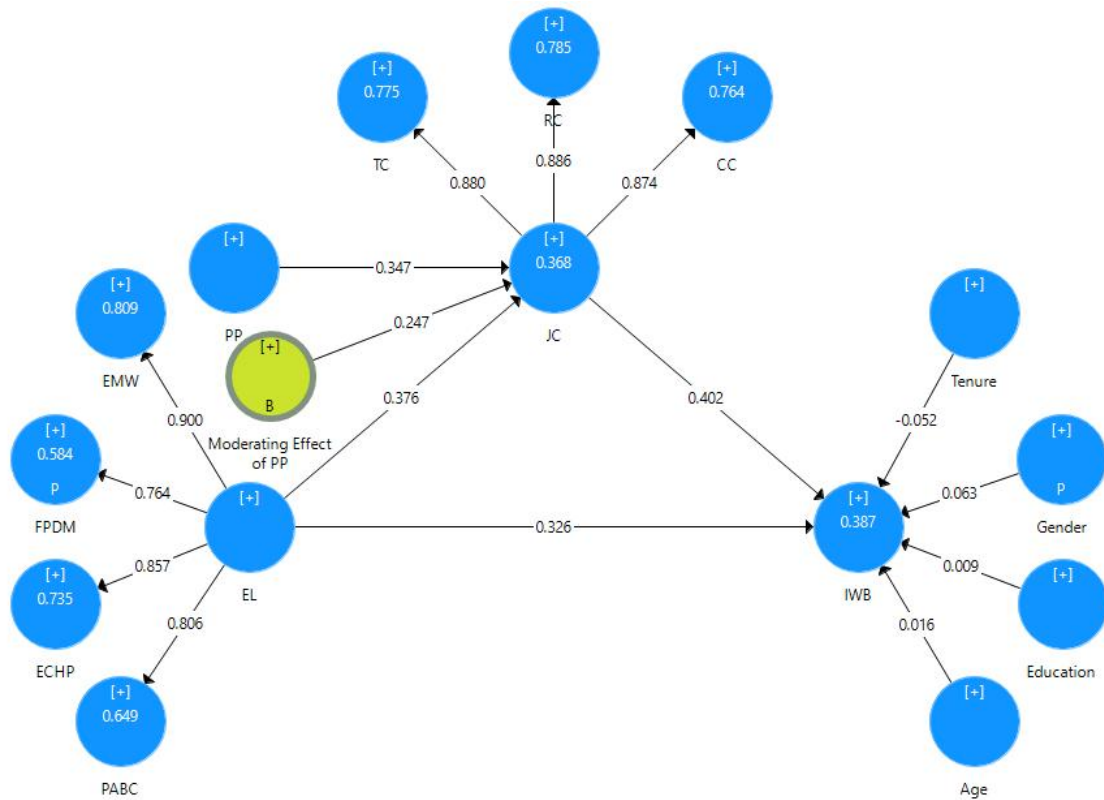 [+]
0.785
RC
[+]
0.775
TC
[+]
0.764
CC
0.880
0.886
0.874
[+]
PP
0.347
[+]
0.368
JC
[+]
0.809
EMW
0.247
[+]
B
Moderating Effect
of PP
0.376
0.402
[+]
Tenure
-0.052
0.900
[+]
0.584
P
FPDM
0.764
[+]
EL
0.326
[+]
0.387
IWB
[+]
P
Gender
0.063
0.857
[+]
0.735
ECHP
0.009
[+]
Education
0.806
[+]
0.649
PABC
0.016
[+]
Age